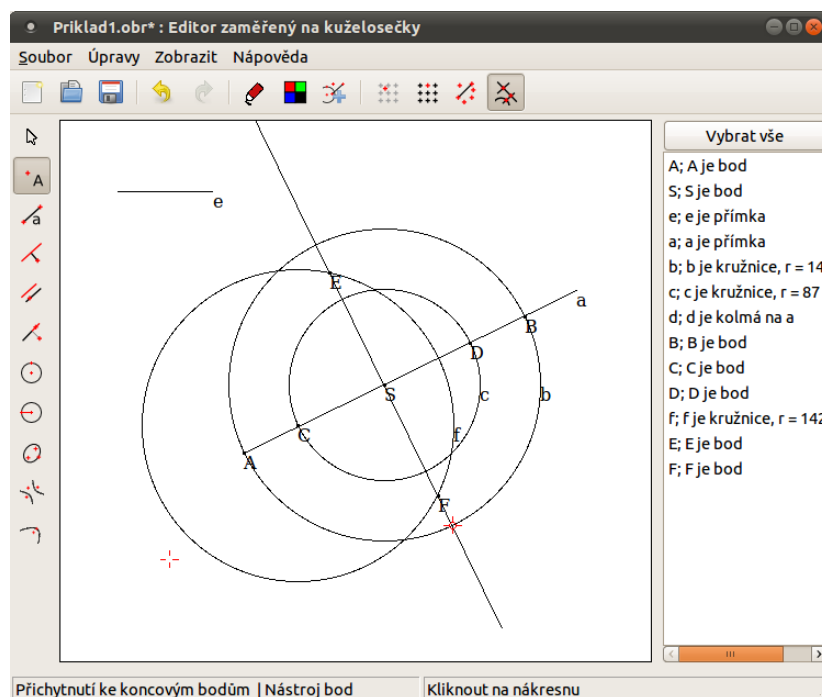 Priklad1.obr* : Editor zaměřený na kuželosečky
Soubor Úpravy Zobrazit Nápověda
A
a
e
E
a
B
D
S
c
b
C
f
A
F
Vybrat vše
A; A je bod
S; S je bod
e; e je přímka
a; a je přímka
b; b je kružnice, r = 14
c; c je kružnice, r = 87
d; d je kolmá na a
B; B je bod
C; C je bod
D; D je bod
f; f je kružnice, r = 142
E; E je bod
F; F je bod
Přichytnutí ke koncovým bodům | Nástroj bod
Kliknout na nákresnu